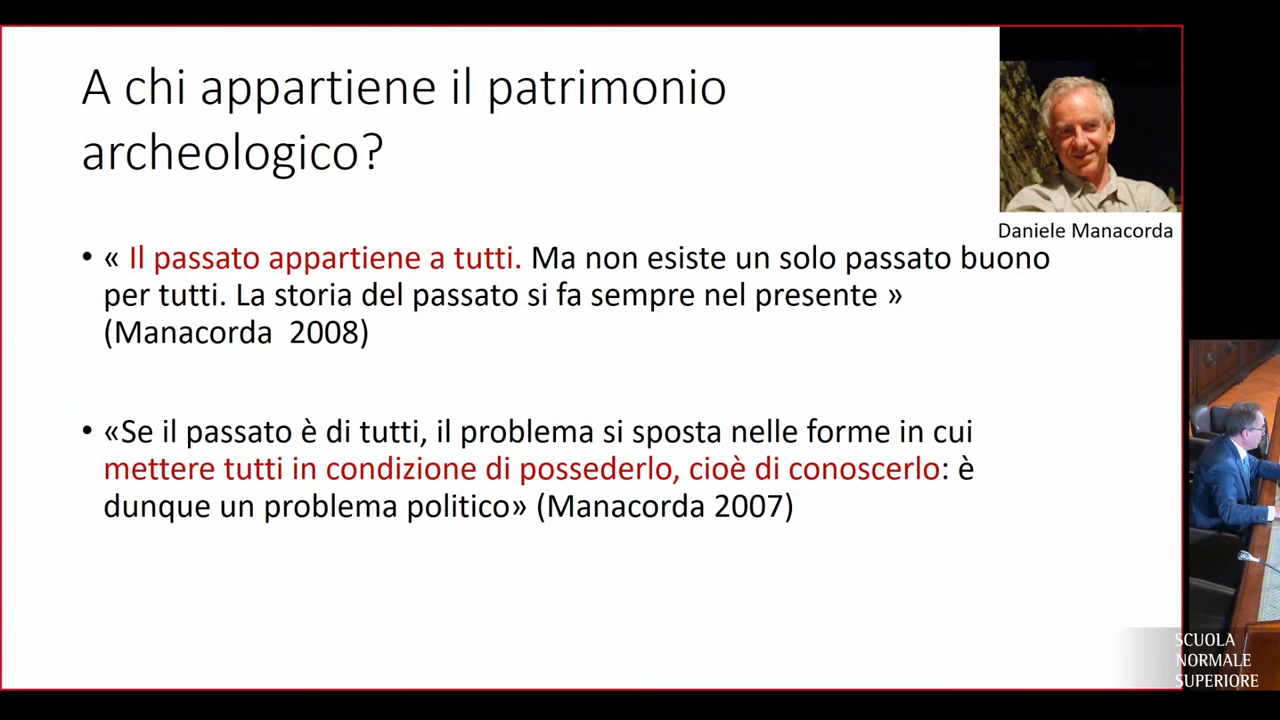 A chi appartiene il patrimonio
archeologico?
Daniele Manacorda
• « Il passato appartiene a tutti. Ma non esiste un solo passato buono
per tutti. La storia del passato si fa sempre nel presente »
(Manacorda  2008)
• «Se il passato è di tutti, il problema si sposta nelle forme in cui
mettere tutti in condizione di possederlo, cioè di conoscerlo: è
dunque un problema politico» (Manacorda 2007)
SCUOLA
NORMALE
SUPERIORE